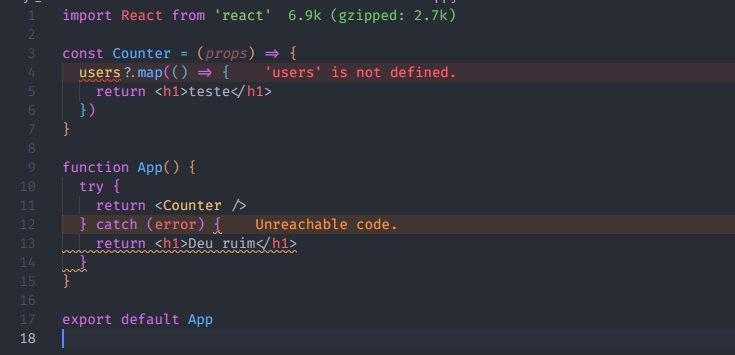 1 import React from 'react' 6.9k (gzipped: 2.7k)
2
3 const Counter = (props) => {
4 users?.map(() => { 'users' is not defined.
5 return <h1>teste</h1>
6 })
7 }
8
9 function App() {
10 try {
11 return <Counter />
12 } catch (error) { Unreachable code.
13 return <h1>Deu ruim</h1>
14 }
15 }
16
17 export default App
18